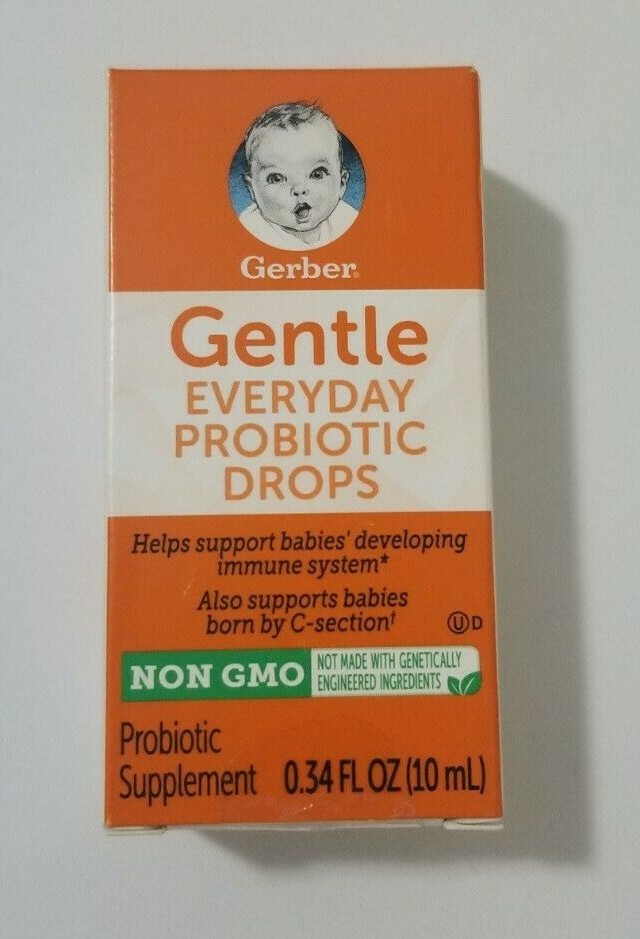 Gerber®
Gentle
EVERYDAY
PROBIOTIC
DROPS
Helps support babies' developing
immune system*
Also supports babies
born by C-section†
Ⓤ D
NON GMO
NOT MADE WITH GENETICALLY
ENGINEERED INGREDIENTS
Probiotic
Supplement 0.34 FL OZ (10 mL)